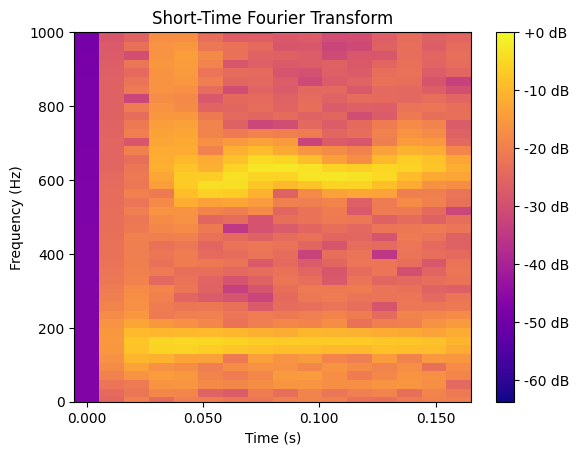 Short-Time Fourier Transform
1000
800
600
400
200
0
Frequency (Hz)
0.000
0.050
0.100
0.150
Time (s)
+0 dB
-10 dB
-20 dB
-30 dB
-40 dB
-50 dB
-60 dB